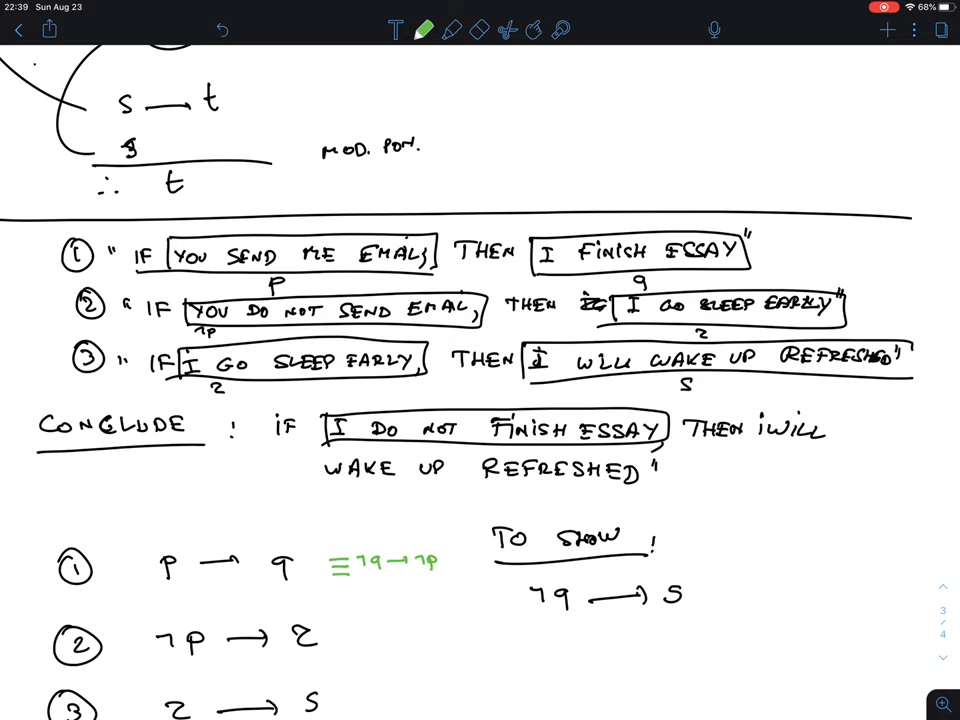 22:39 Sun Aug 23 68%
T
s → t
s MOD. PON.
∴ t
① "IF YOU SEND ME EMAIL, THEN I FINISH ESSAY"
p q
② "IF YOU DO NOT SEND EMAIL, THEN I GO SLEEP EARLY"
¬p r
③ "IF I GO SLEEP EARLY, THEN I WILL WAKE UP REFRESHED"
r s
CONCLUDE : IF I DO NOT FINISH ESSAY, THEN I WILL
WAKE UP REFRESHED"
TO SHOW :
① p → q ≡ ¬q → ¬p
¬q → s
② ¬p → r
③ r → s
3
/
4